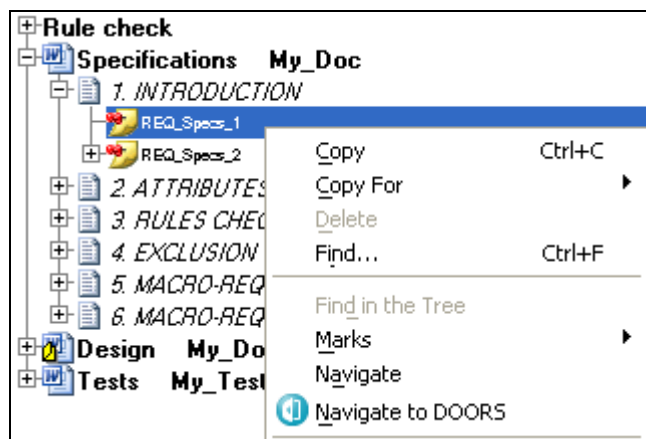 Rule check
Specifications My_Doc
1. INTRODUCTION
REQ_Specs_1
REQ_Specs_2
2. ATTRIBUTES
3. RULES CHEC
4. EXCLUSION
5. MACRO-REQ
6. MACRO-REQ
Design My_Do
Tests My_Test
Copy Ctrl+C
Copy For
Delete
Find... Ctrl+F
Find in the Tree
Marks
Navigate
Navigate to DOORS